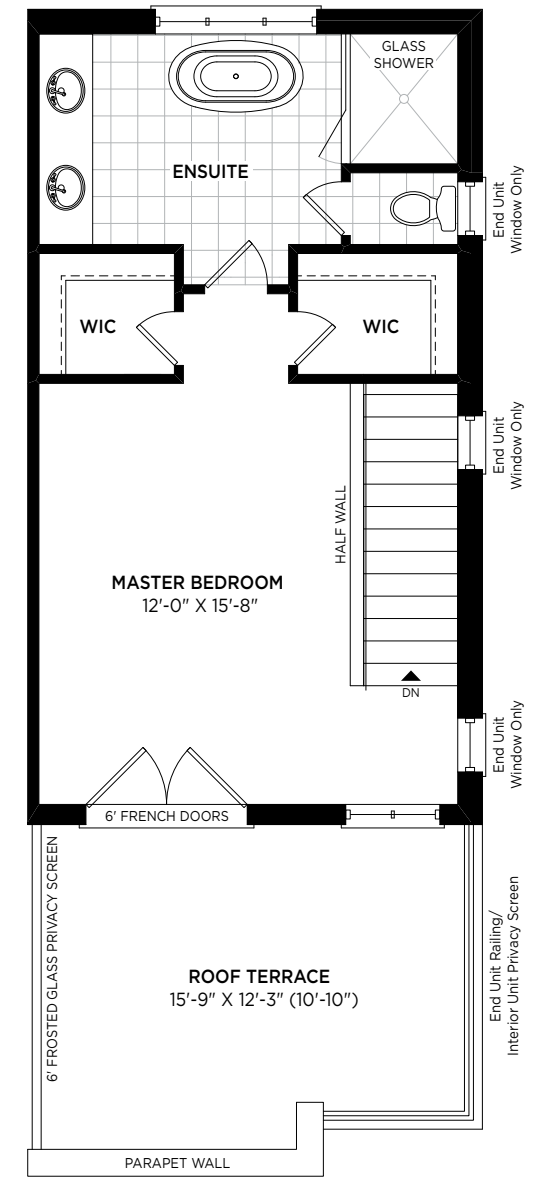 GLASS
SHOWER
ENSUITE
End Unit
Window Only
WIC
WIC
End Unit
Window Only
HALF WALL
MASTER BEDROOM
12'-0" X 15'-8"
DN
End Unit
Window Only
6' FRENCH DOORS
6' FROSTED GLASS PRIVACY SCREEN
End Unit Railing/
Interior Unit Privacy Screen
ROOF TERRACE
15'-9" X 12'-3" (10'-10")
PARAPET WALL